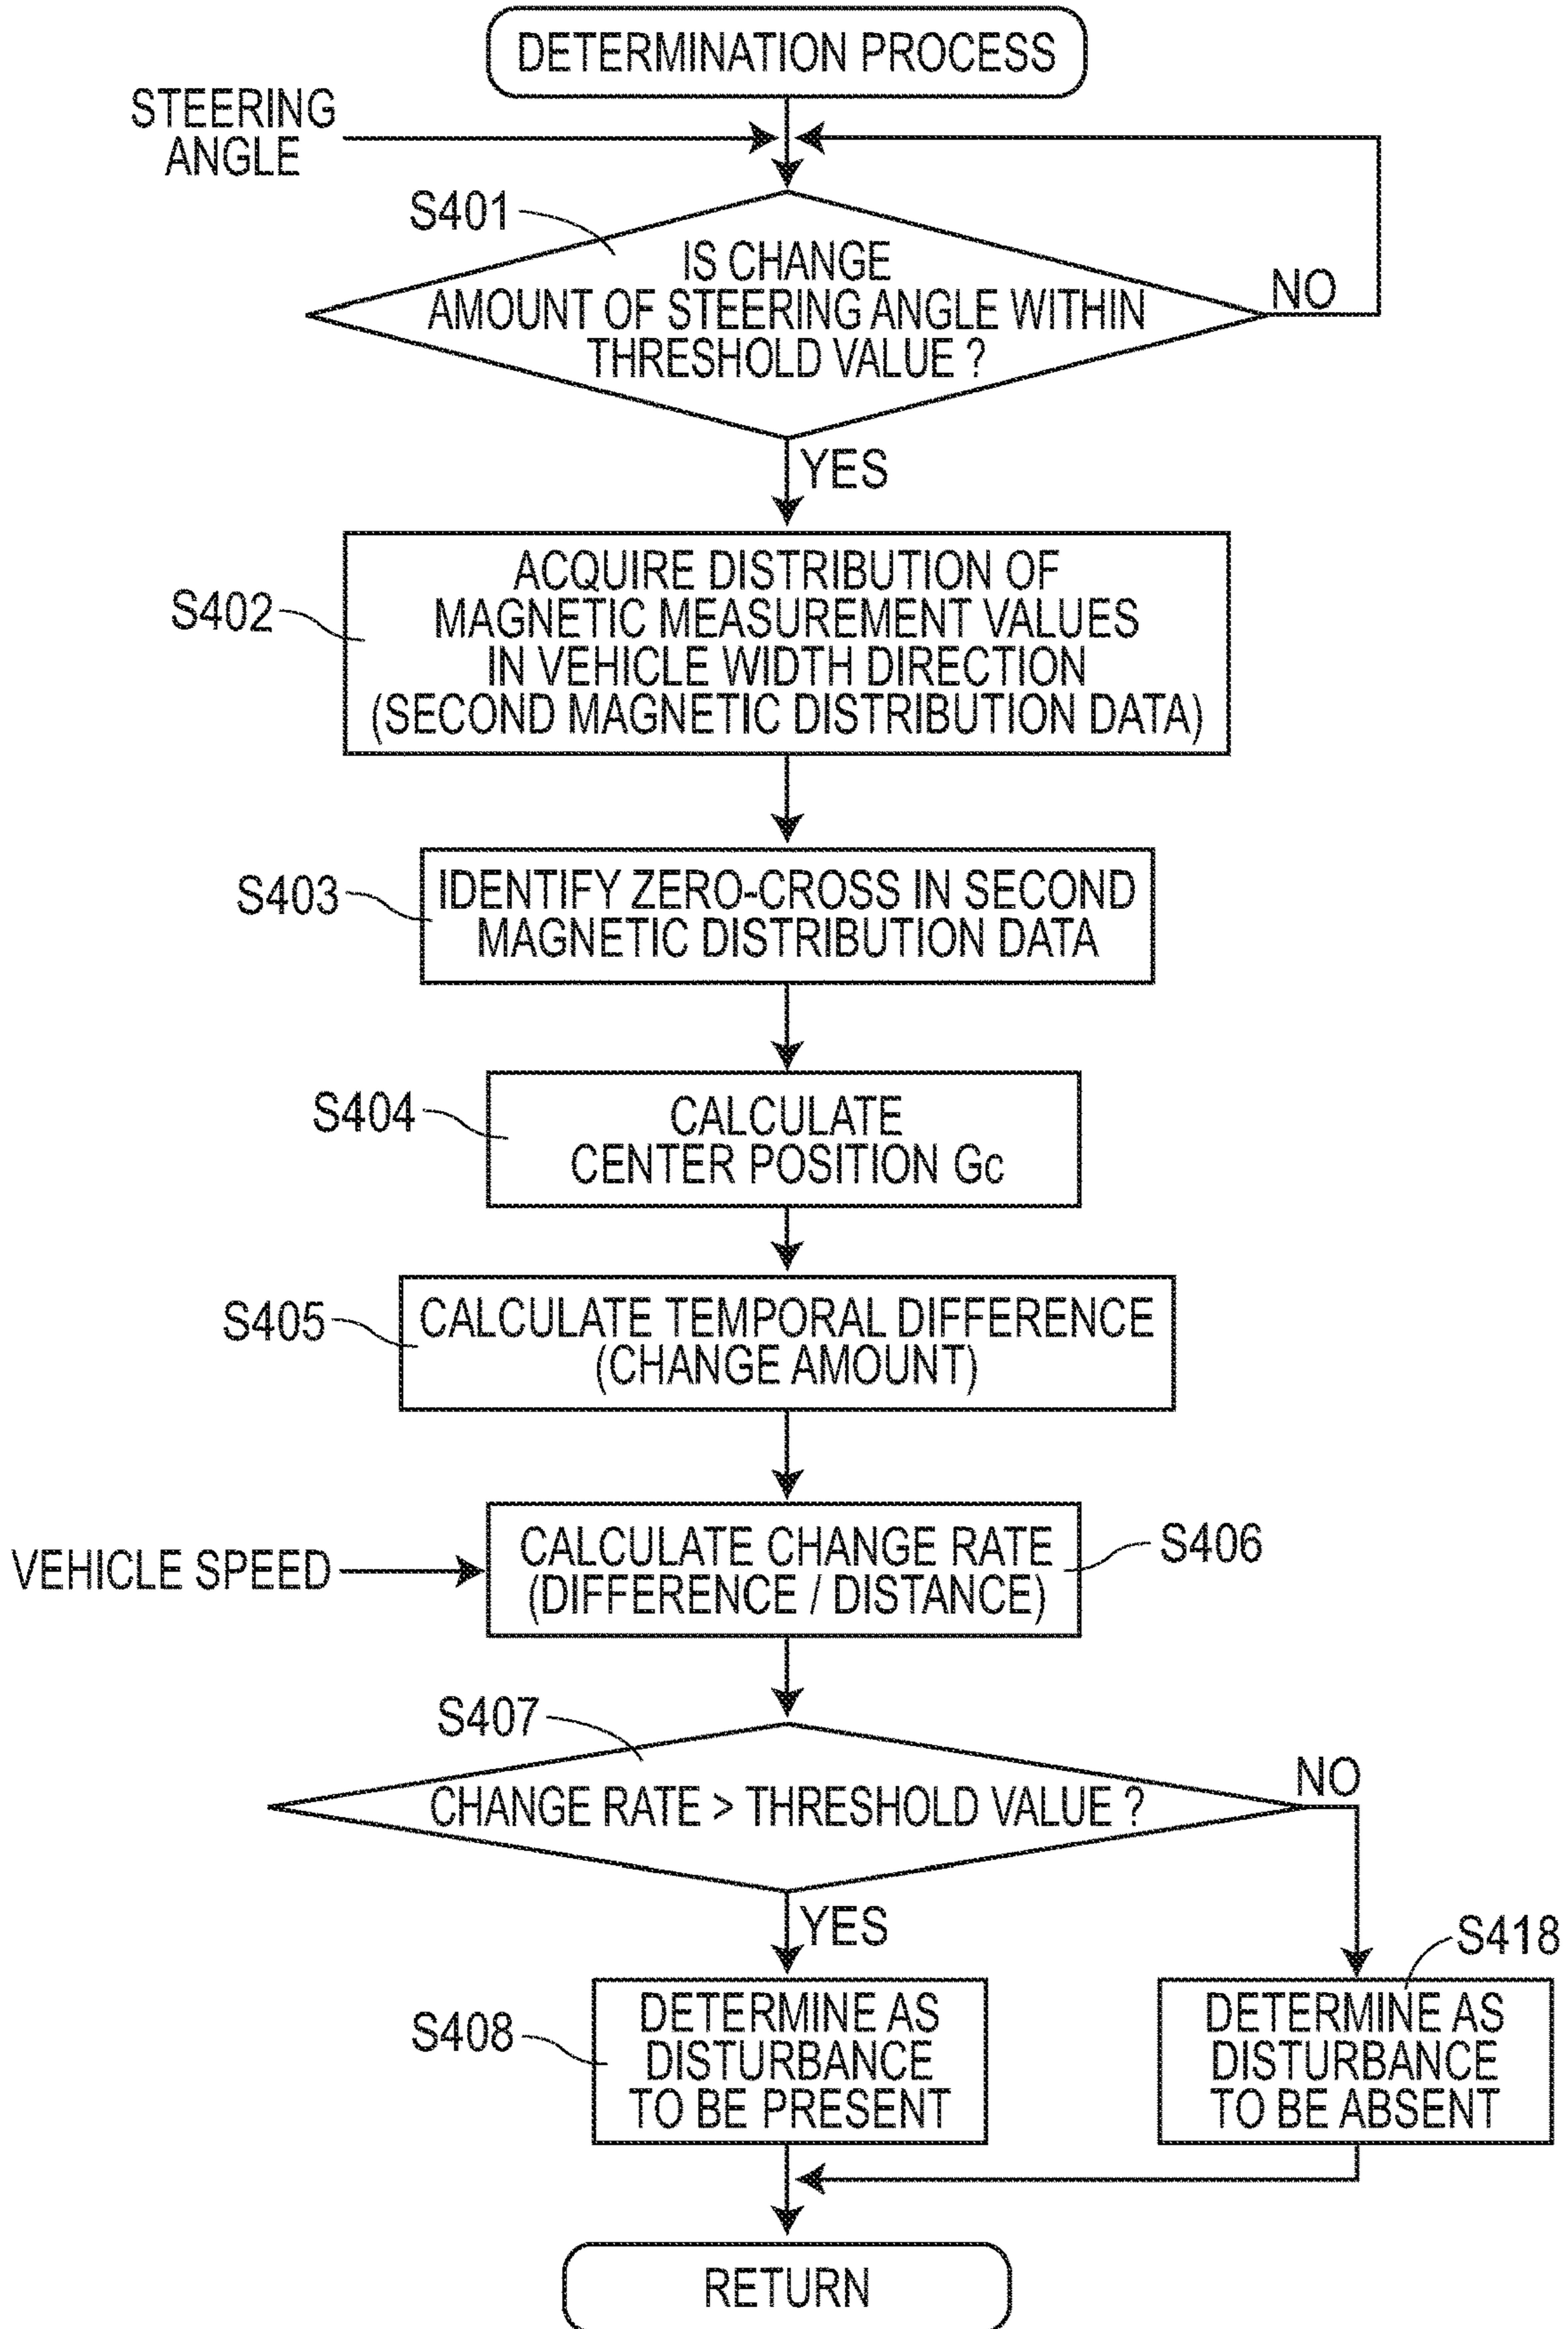 DETERMINATION PROCESS
STEERING
ANGLE
S401
IS CHANGE
AMOUNT OF STEERING ANGLE WITHIN
THRESHOLD VALUE ?
NO
YES
S402
ACQUIRE DISTRIBUTION OF
MAGNETIC MEASUREMENT VALUES
IN VEHICLE WIDTH DIRECTION
(SECOND MAGNETIC DISTRIBUTION DATA)
S403
IDENTIFY ZERO-CROSS IN SECOND
MAGNETIC DISTRIBUTION DATA
S404
CALCULATE
CENTER POSITION Gc
S405
CALCULATE TEMPORAL DIFFERENCE
(CHANGE AMOUNT)
VEHICLE SPEED
CALCULATE CHANGE RATE
(DIFFERENCE / DISTANCE)
S406
S407
CHANGE RATE > THRESHOLD VALUE ?
NO
YES
S408
DETERMINE AS
DISTURBANCE
TO BE PRESENT
S418
DETERMINE AS
DISTURBANCE
TO BE ABSENT
RETURN